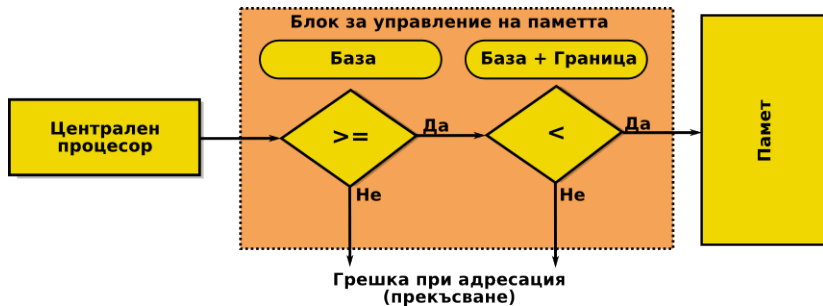 Блок за управление на паметта
База
База + Граница
Централен
процесор
>=
Да
<
Да
Памет
Не
Не
Грешка при адресация
(прекъсване)